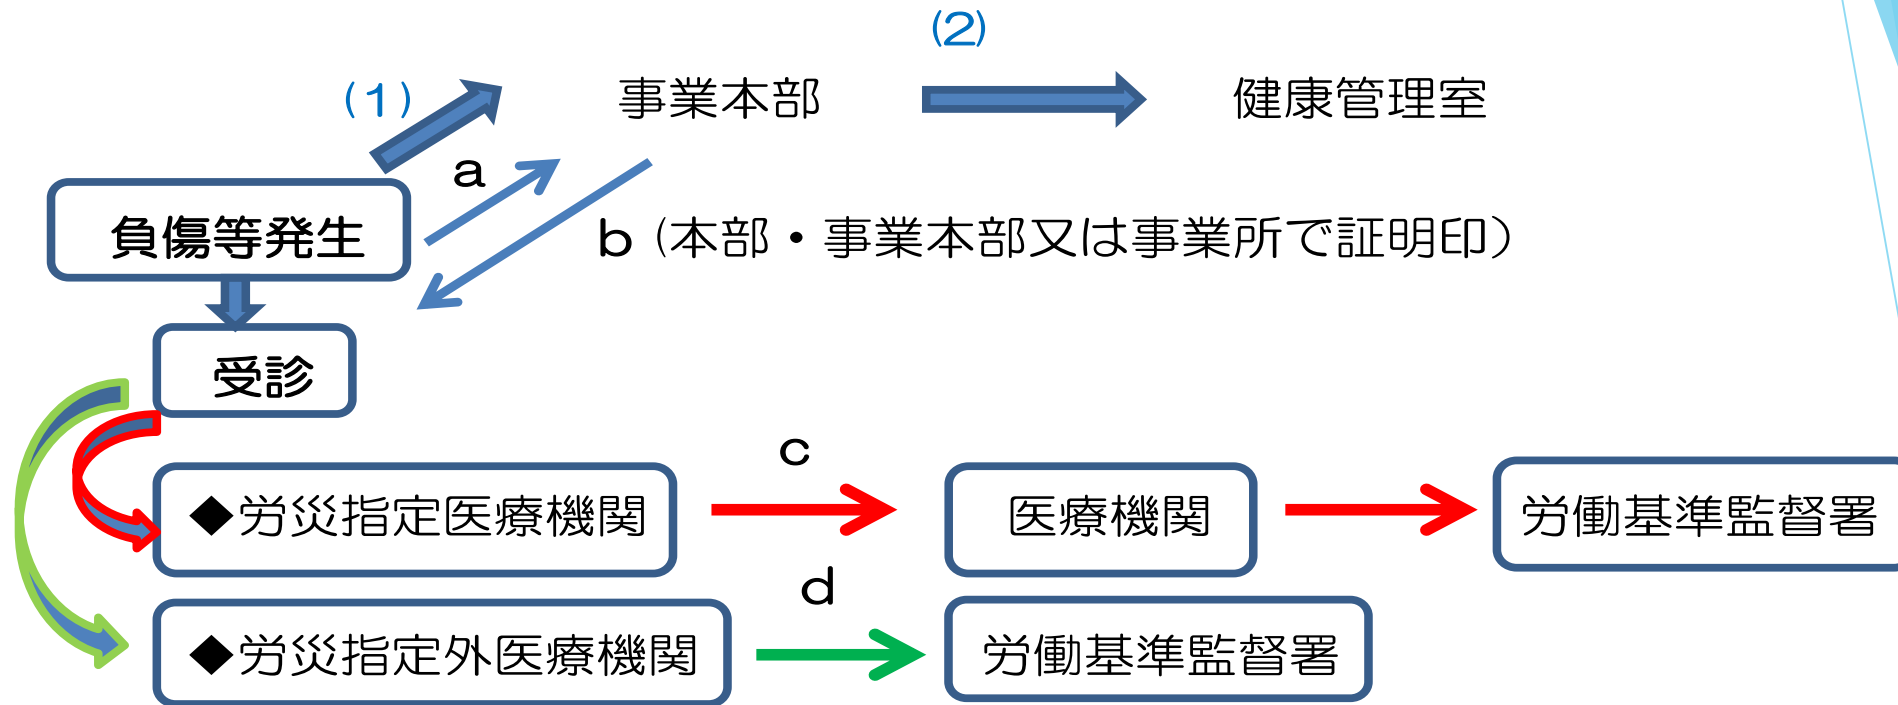 (2)
(1) 事業本部 健康管理室
a
負傷等発生 b(本部・事業本部又は事業所で証明印)
受診
c
◆労災指定医療機関 医療機関 労働基準監督署
d
◆労災指定外医療機関 労働基準監督署